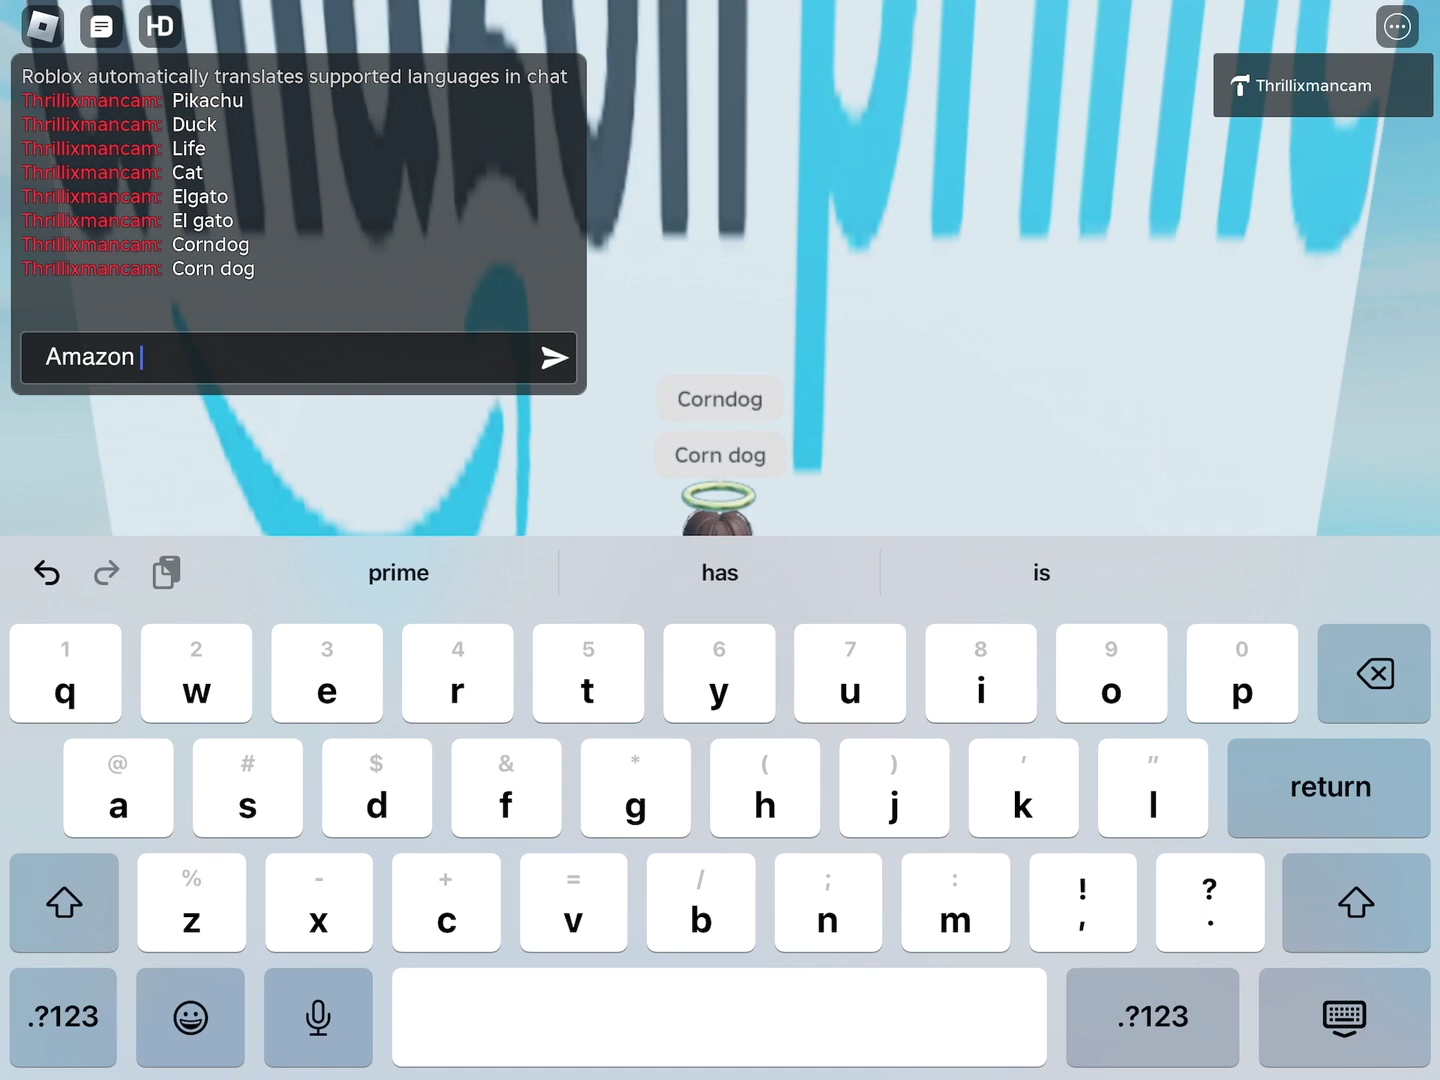 HD
amazon prime
Roblox automatically translates supported languages in chat
Thrillixmancam: Pikachu
Thrillixmancam: Duck
Thrillixmancam: Life
Thrillixmancam: Cat
Thrillixmancam: Elgato
Thrillixmancam: El gato
Thrillixmancam: Corndog
Thrillixmancam: Corn dog
Thrillixmancam
Amazon
Corndog
Corn dog
prime has is
1 2 3 4 5 6 7 8 9 0
q w e r t y u i o p
@ # $ & * ( ) ' "
a s d f g h j k l return
% - + = / ; : ! ?
z x c v b n m , .
.?123 .?123